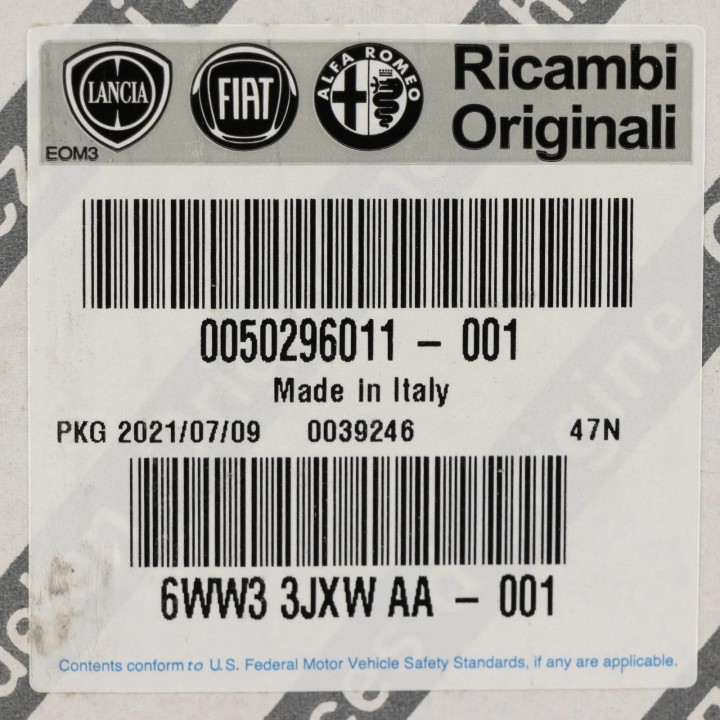 LANCIA
FIAT
ALFA ROMEO
Ricambi
Originali
EOM3
0050296011 - 001
Made in Italy
PKG 2021/07/09 0039246 47N
6WW3 3JXW AA - 001
Contents conform to U.S. Federal Motor Vehicle Safety Standards, if any are applicable.